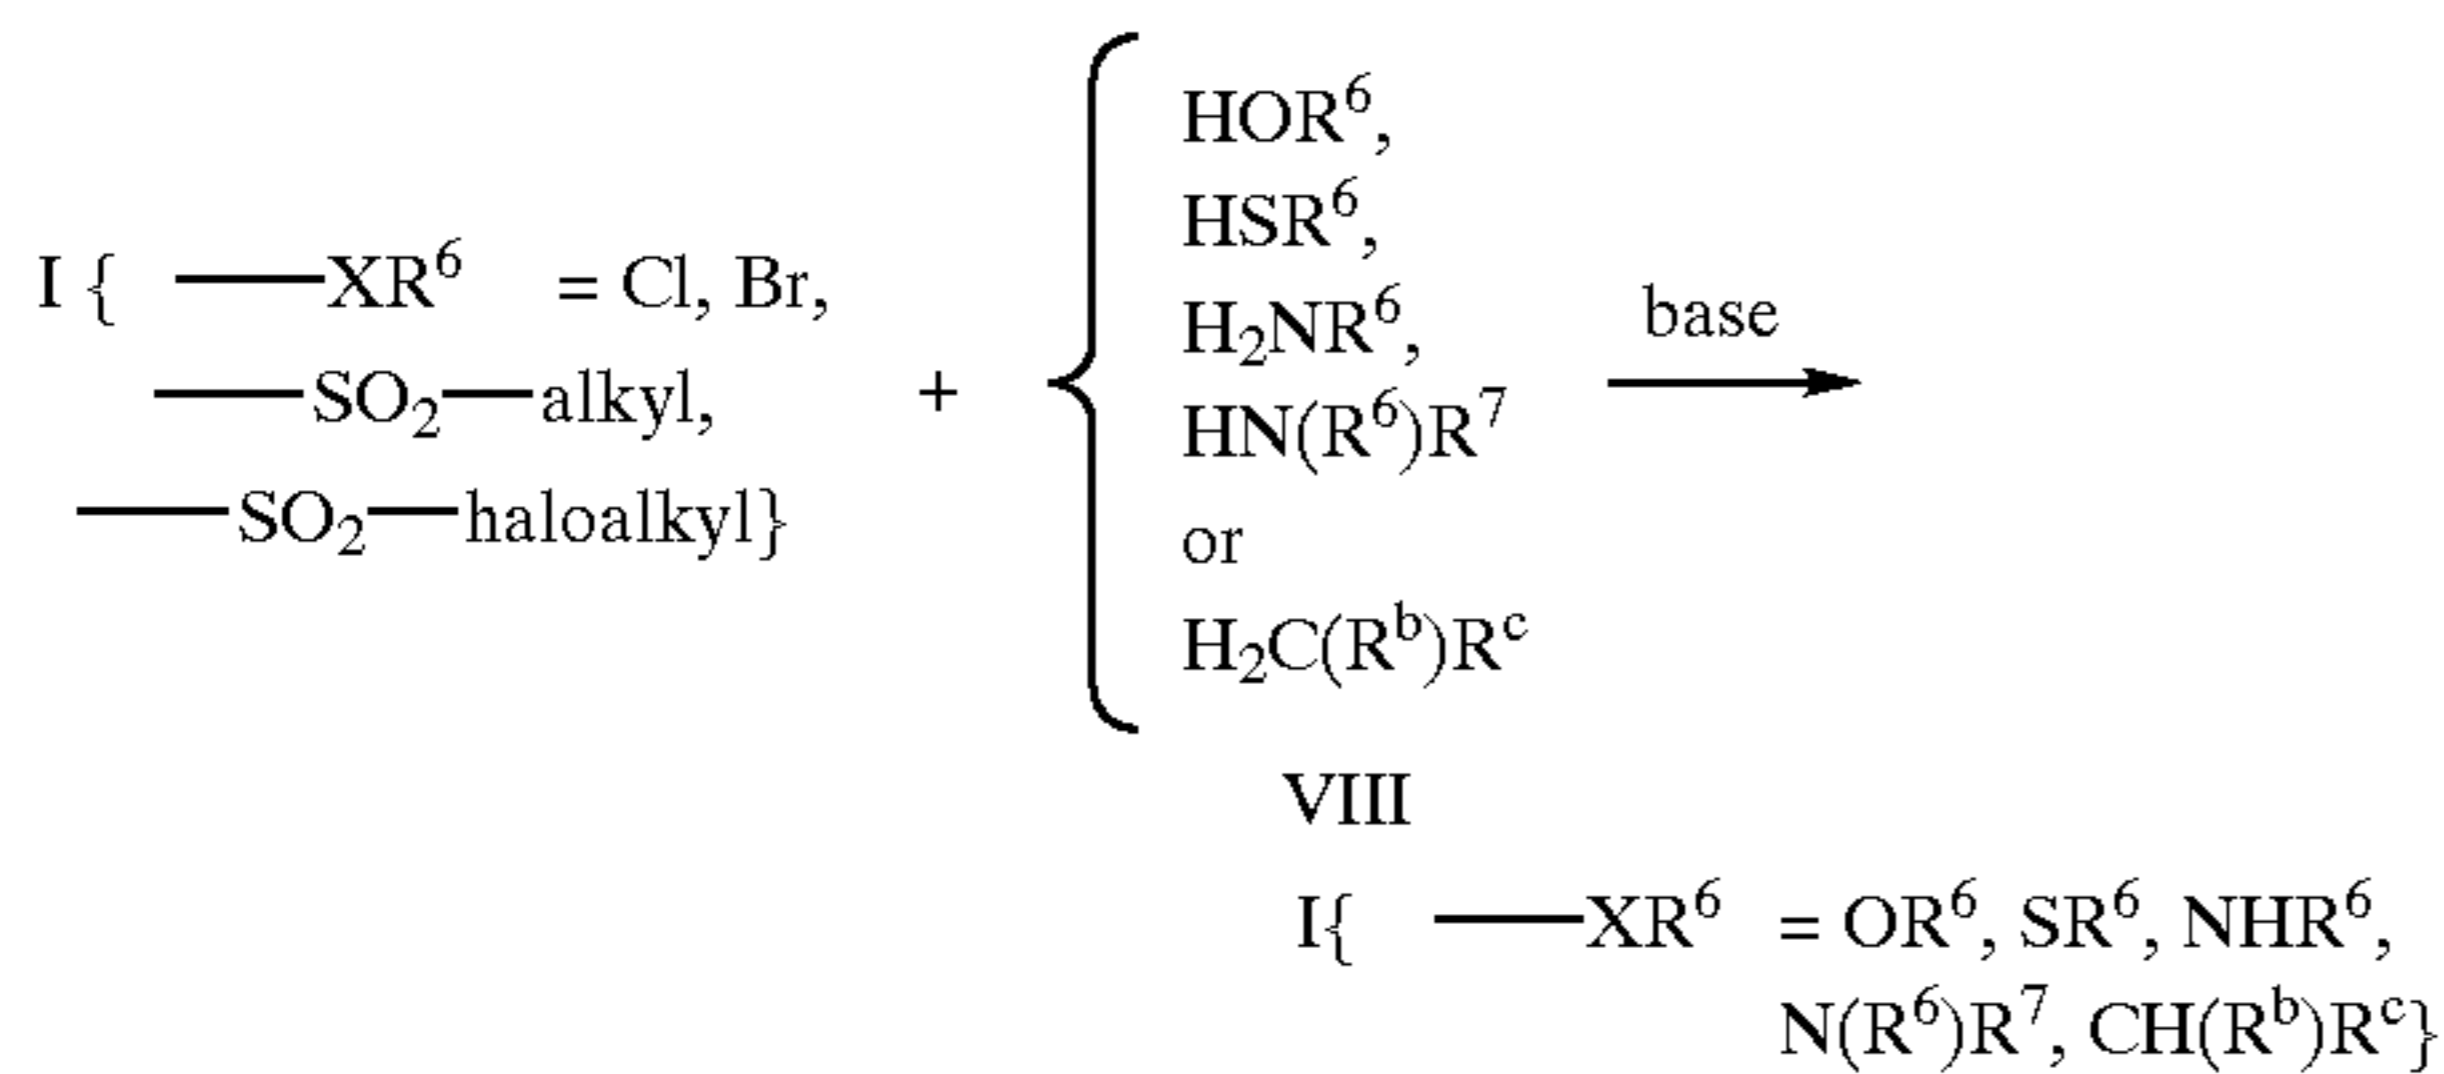 I { —XR⁶ = Cl, Br,
—SO₂—alkyl,
—SO₂—haloalkyl}
+
HOR⁶,
HSR⁶,
H₂NR⁶,
HN(R⁶)R⁷
or
H₂C(Rᵇ)Rᶜ
base
VIII
I{ —XR⁶ = OR⁶, SR⁶, NHR⁶,
N(R⁶)R⁷, CH(Rᵇ)Rᶜ}